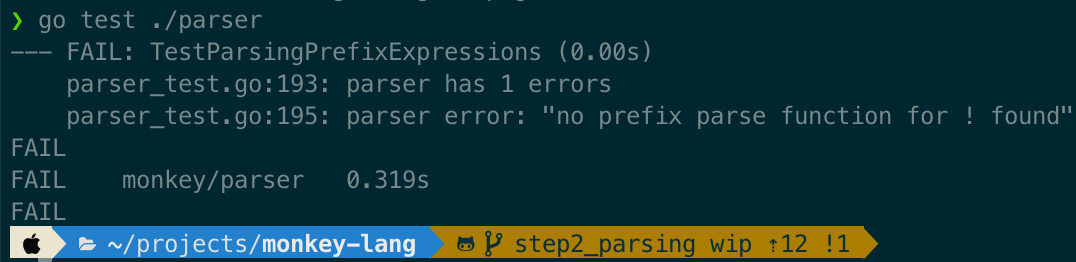 ❯ go test ./parser
--- FAIL: TestParsingPrefixExpressions (0.00s)
    parser_test.go:193: parser has 1 errors
    parser_test.go:195: parser error: "no prefix parse function for ! found"
FAIL
FAIL    monkey/parser   0.319s
FAIL
~/projects/monkey-lang step2_parsing wip ⇡12 !1